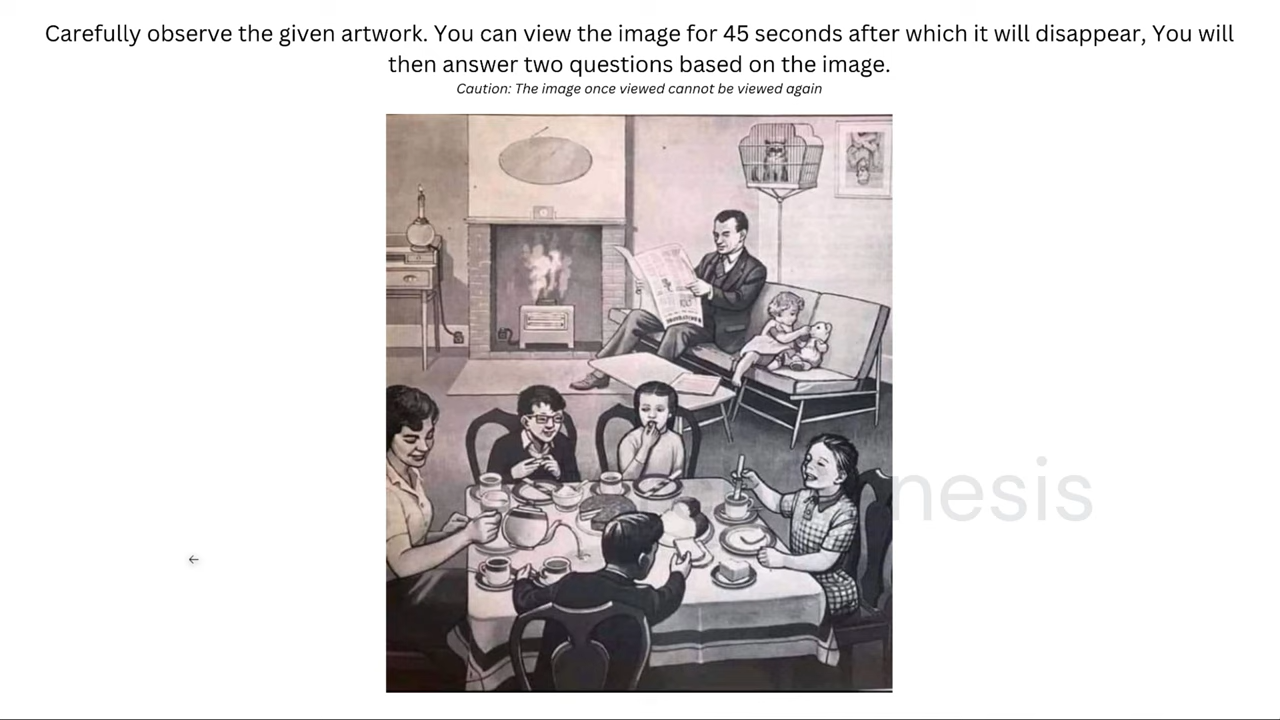 Carefully observe the given artwork. You can view the image for 45 seconds after which it will disappear, You will
then answer two questions based on the image.
Caution: The image once viewed cannot be viewed again
nesis